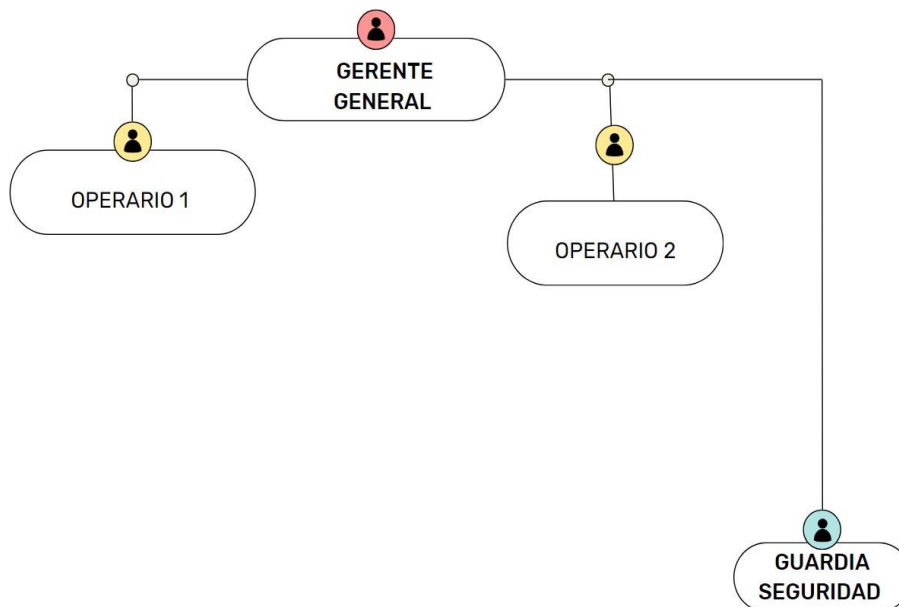 GERENTE
GENERAL
OPERARIO 1
OPERARIO 2
GUARDIA
SEGURIDAD